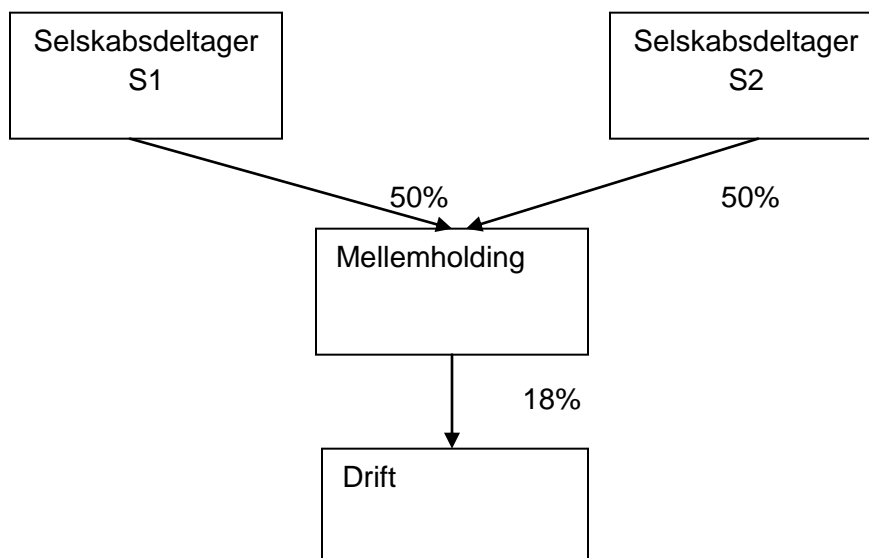 Selskabsdeltager
S1
Selskabsdeltager
S2
50%
50%
Mellemholding
18%
Drift